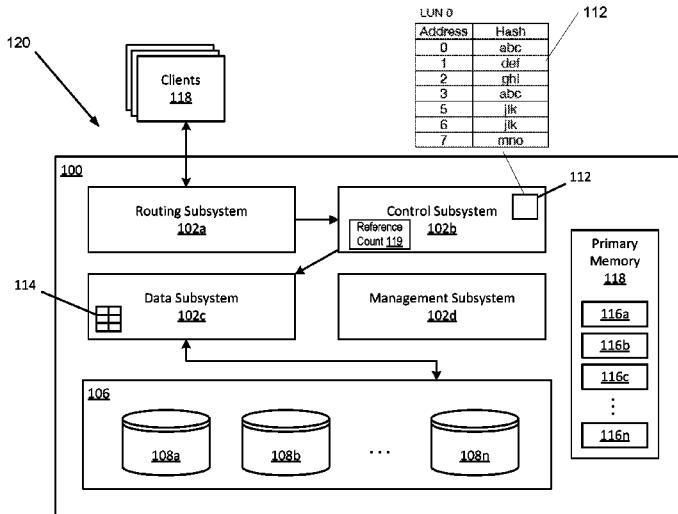 LUN 0
112
Address Hash
0 abc
1 def
2 ghi
3 abc
5 jlk
6 jlk
7 mno
120
Clients
118
100
112
Routing Subsystem
102a
Control Subsystem
102b
Reference
Count 119
Primary
Memory
118
114
Data Subsystem
102c
Management Subsystem
102d
116a
116b
116c
116n
106
108a
108b
...
108n